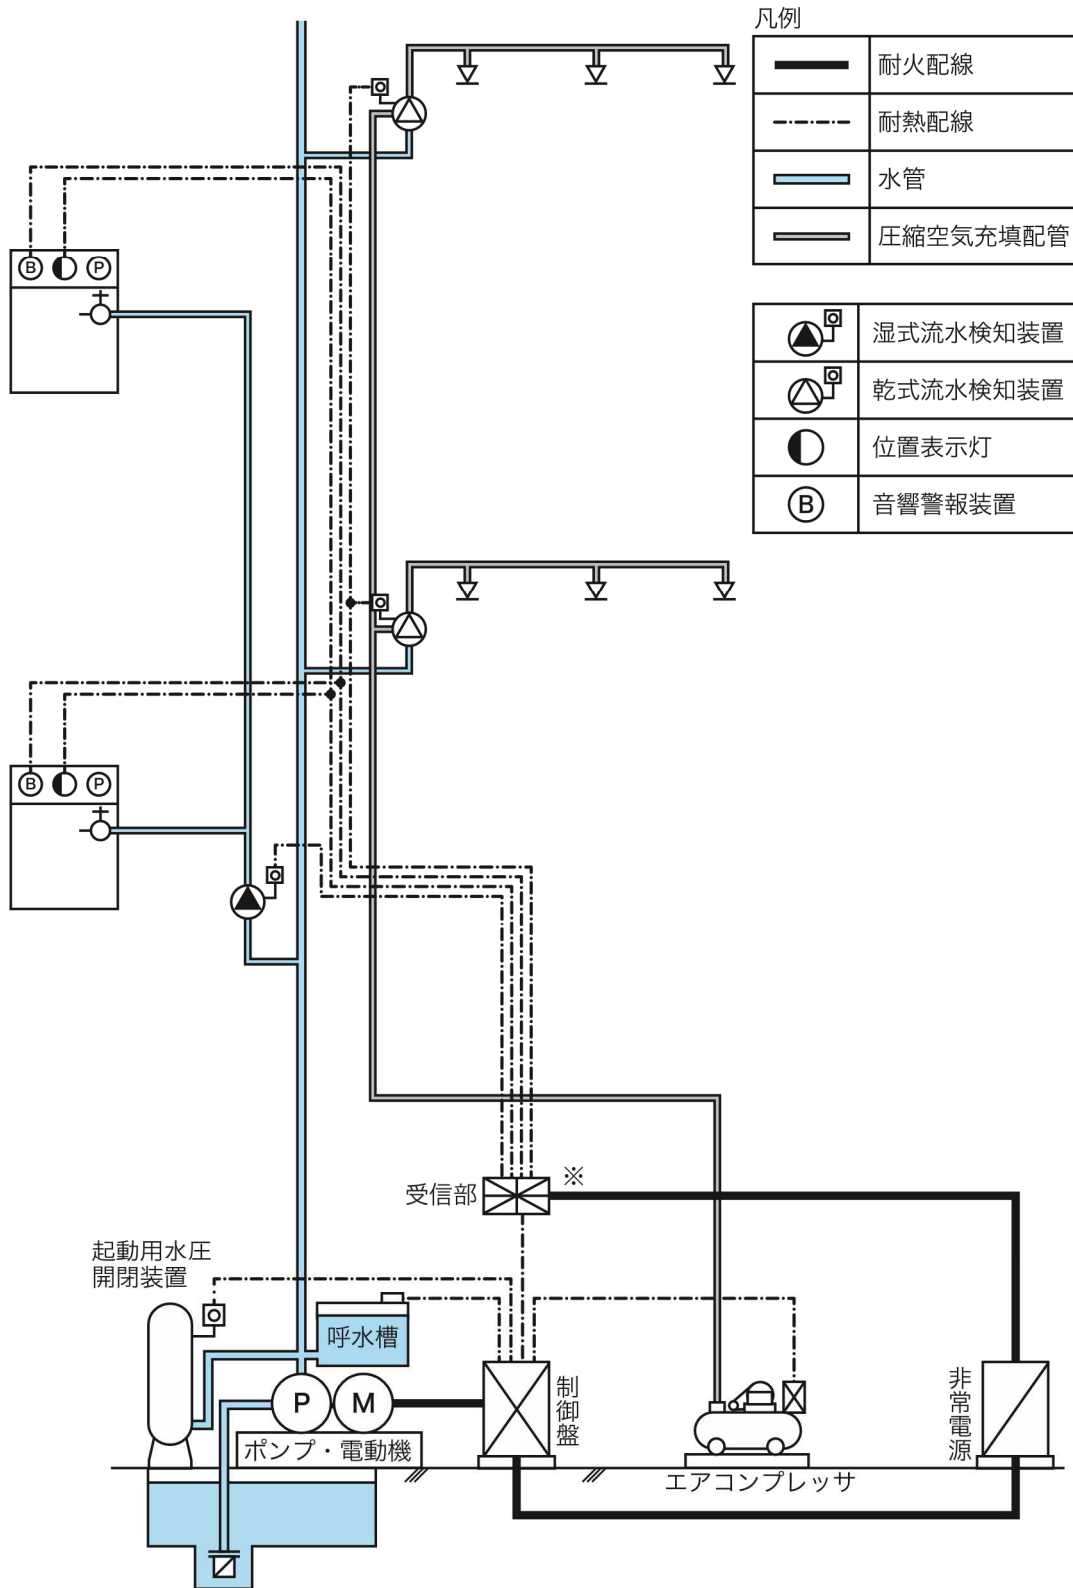 凡例
耐火配線
耐熱配線
水管
圧縮空気充填配管
湿式流水検知装置
乾式流水検知装置
位置表示灯
B
音響警報装置
B
P
B
P
受信部
※
起動用水圧
開閉装置
呼水槽
P
M
ポンプ・電動機
制御盤
エアコンプレッサ
非常電源